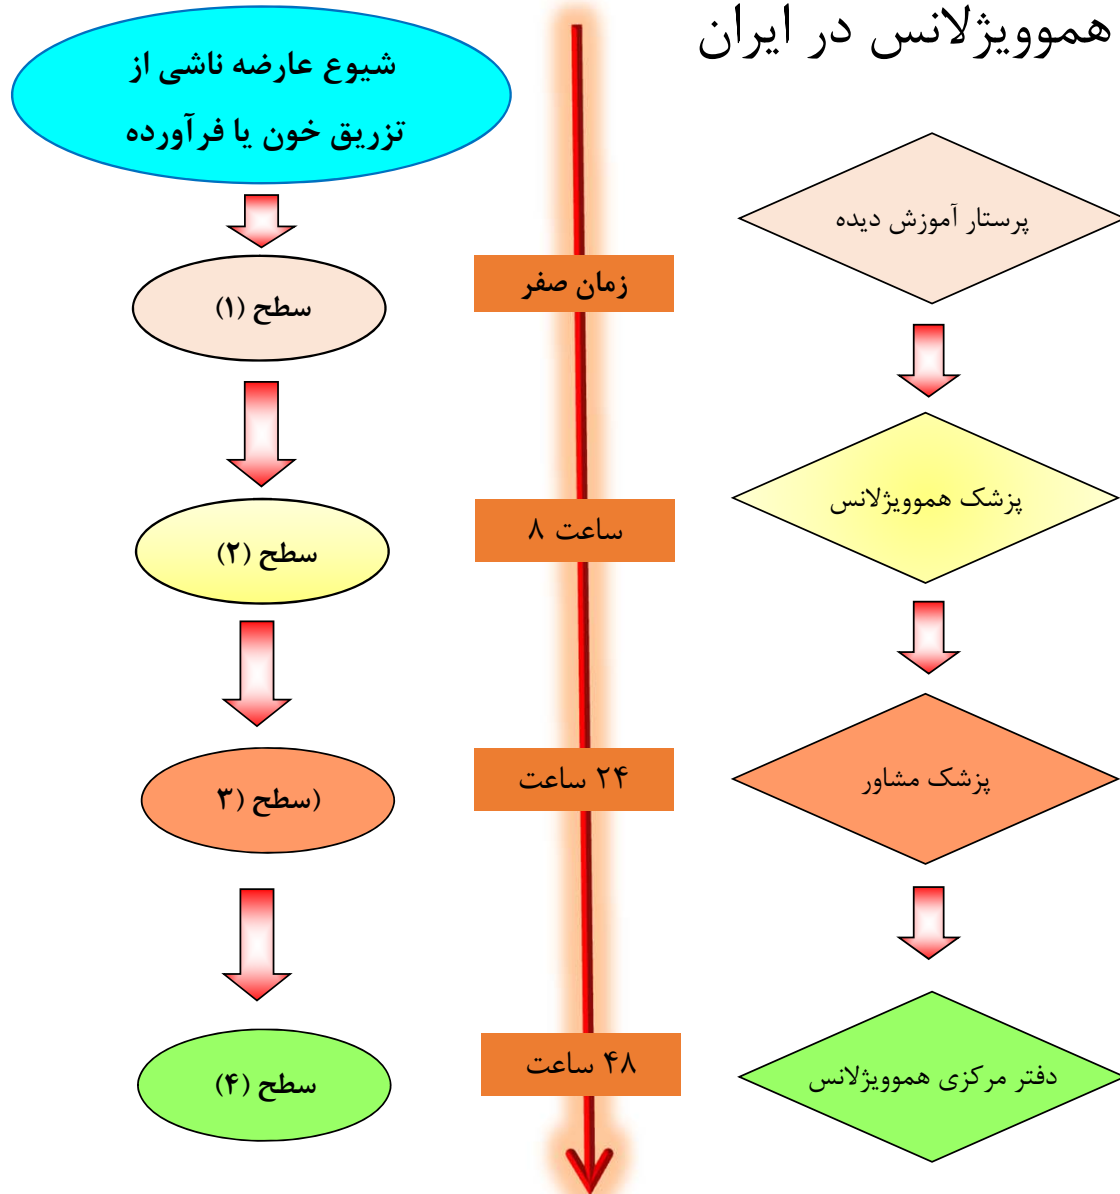 هموویژلانس در ایران
شیوع عارضه ناشی از
تزریق خون یا فرآورده
پرستار آموزش دیده
زمان صفر
سطح (۱)
پزشک هموویژلانس
ساعت ۸
سطح (۲)
پزشک مشاور
۲۴ ساعت
(سطح (۳
دفتر مرکزی هموویژلانس
۴۸ ساعت
سطح (۴)